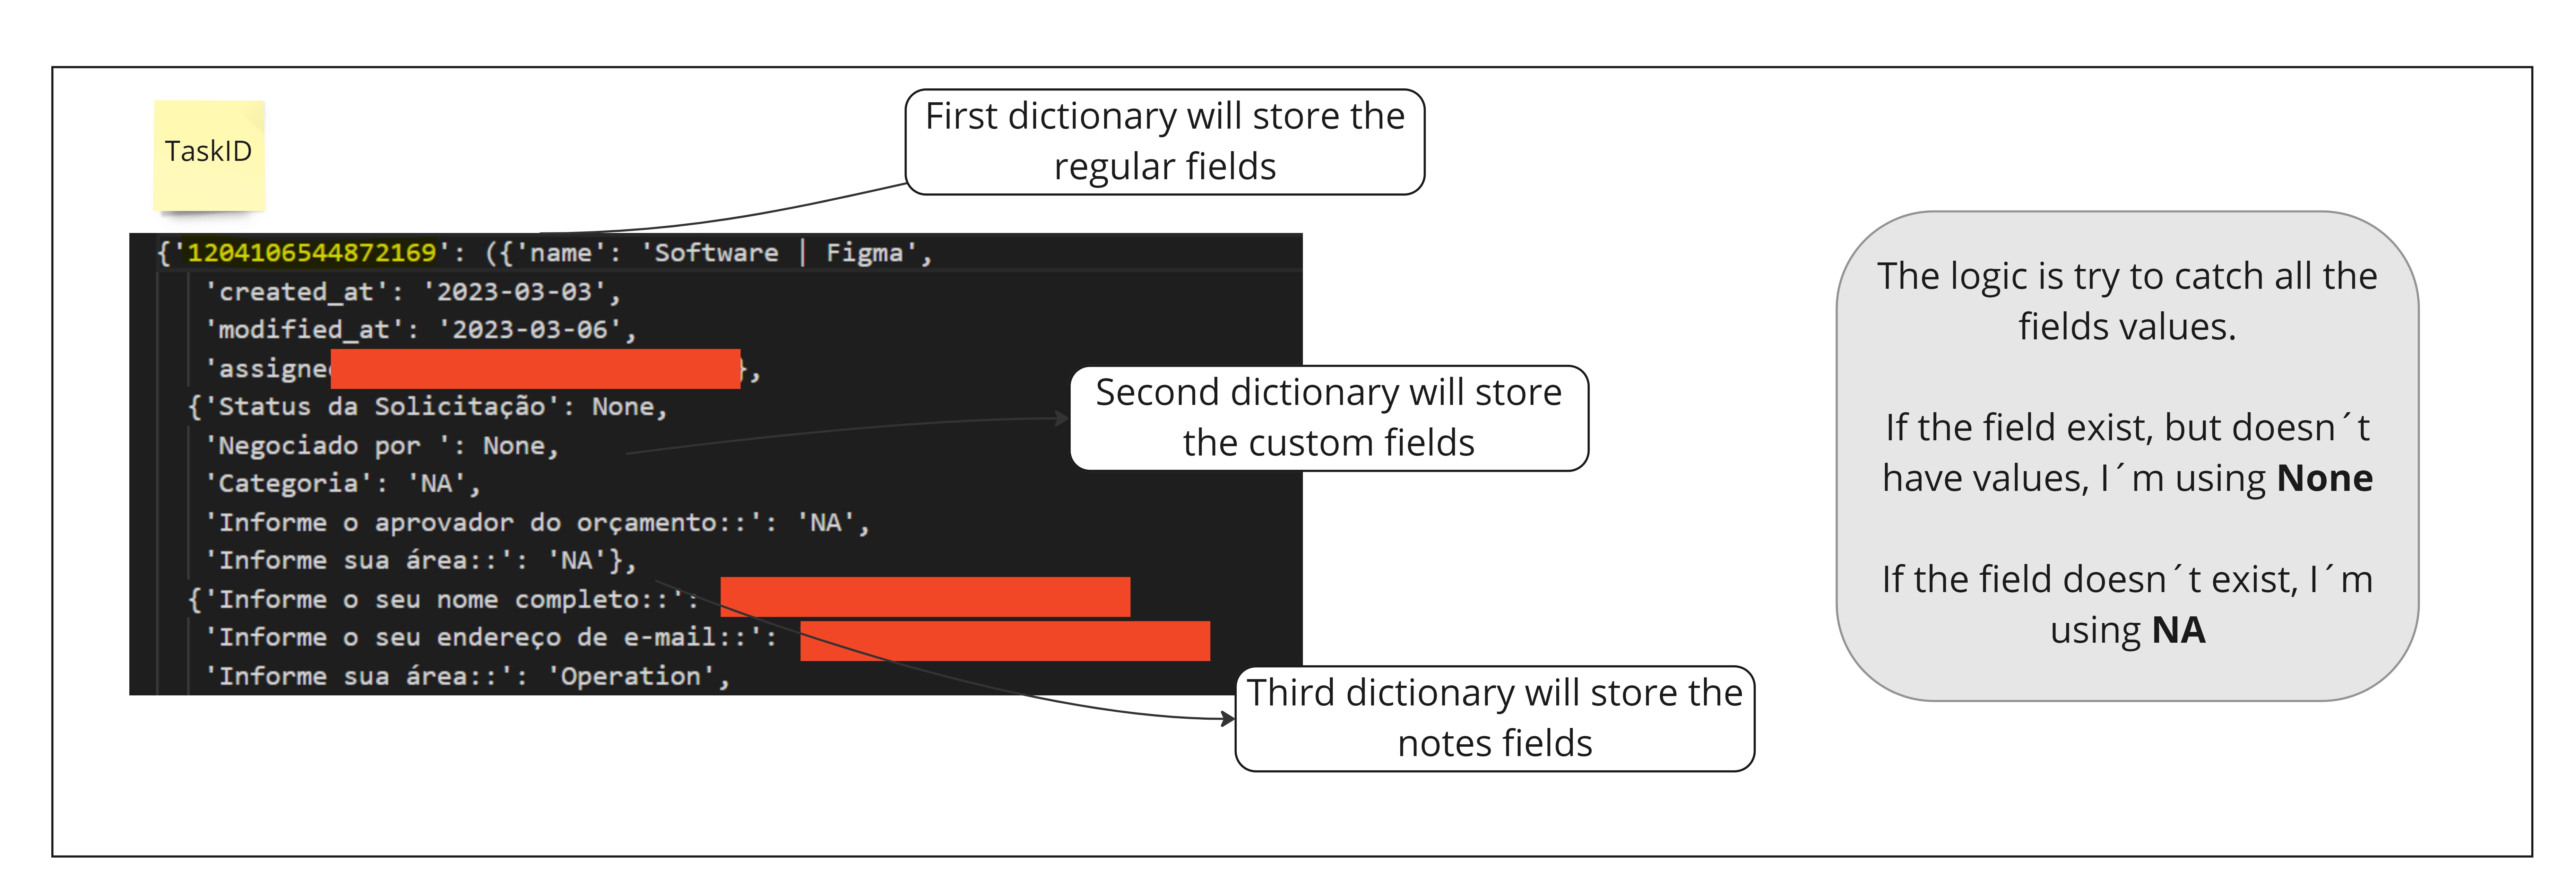 TaskID
First dictionary will store the
regular fields
{'1204106544872169': ({'name': 'Software | Figma',
'created_at': '2023-03-03',
'modified_at': '2023-03-06',
'assigne },
{'Status da Solicitação': None,
'Negociado por ': None,
'Categoria': 'NA',
'Informe o aprovador do orçamento::': 'NA',
'Informe sua área::': 'NA'},
{'Informe o seu nome completo::':
'Informe o seu endereço de e-mail::':
'Informe sua área::': 'Operation',
Second dictionary will store
the custom fields
Third dictionary will store the
notes fields
The logic is try to catch all the
fields values.
If the field exist, but doesn´t
have values, I´m using None
If the field doesn´t exist, I´m
using NA